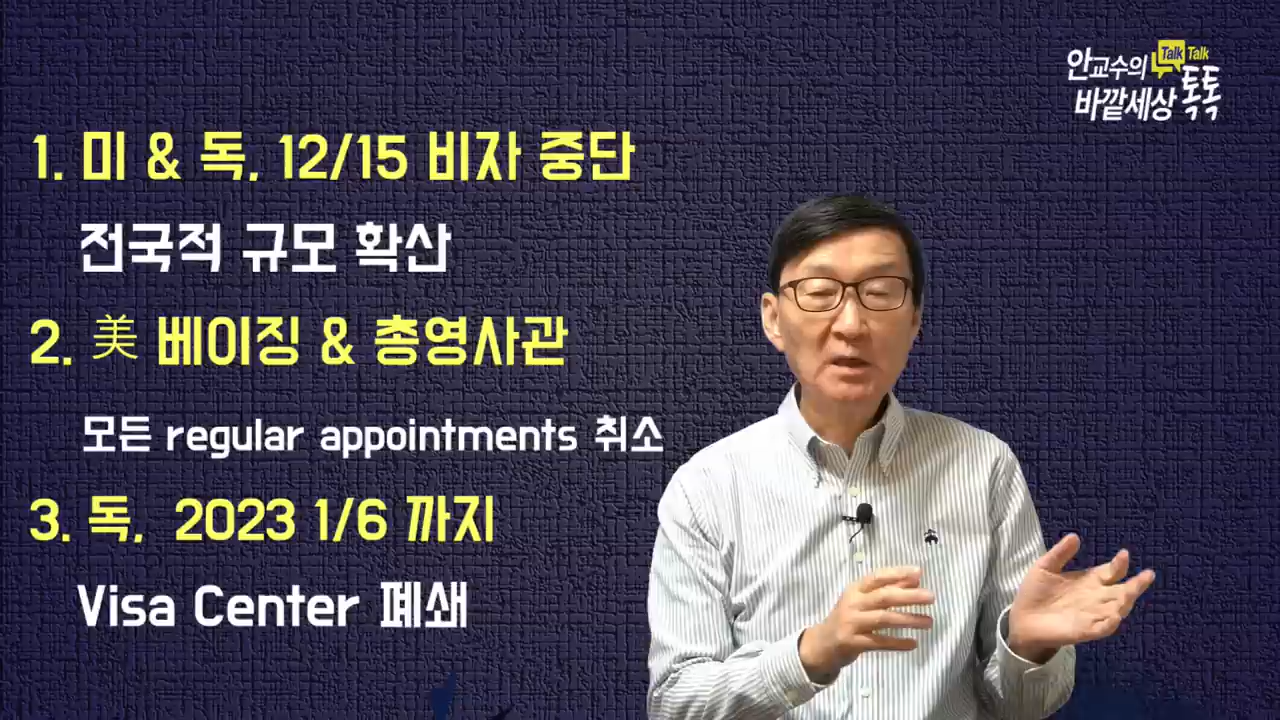 안교수의 Talk Talk
바깥세상 톡톡
1. 미 & 독, 12/15 비자 중단
전국적 규모 확산
2. 美 베이징 & 총영사관
모든 regular appointments 취소
3. 독, 2023 1/6 까지
Visa Center 폐쇄